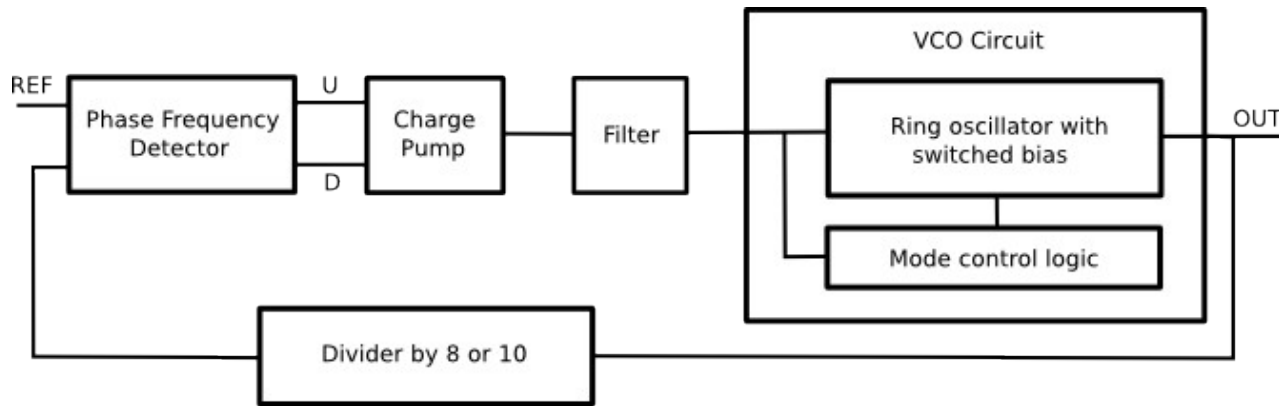 VCO Circuit
REF
U
OUT
Phase Frequency
Detector
Charge
Pump
Filter
Ring oscillator with
switched bias
D
Mode control logic
Divider by 8 or 10